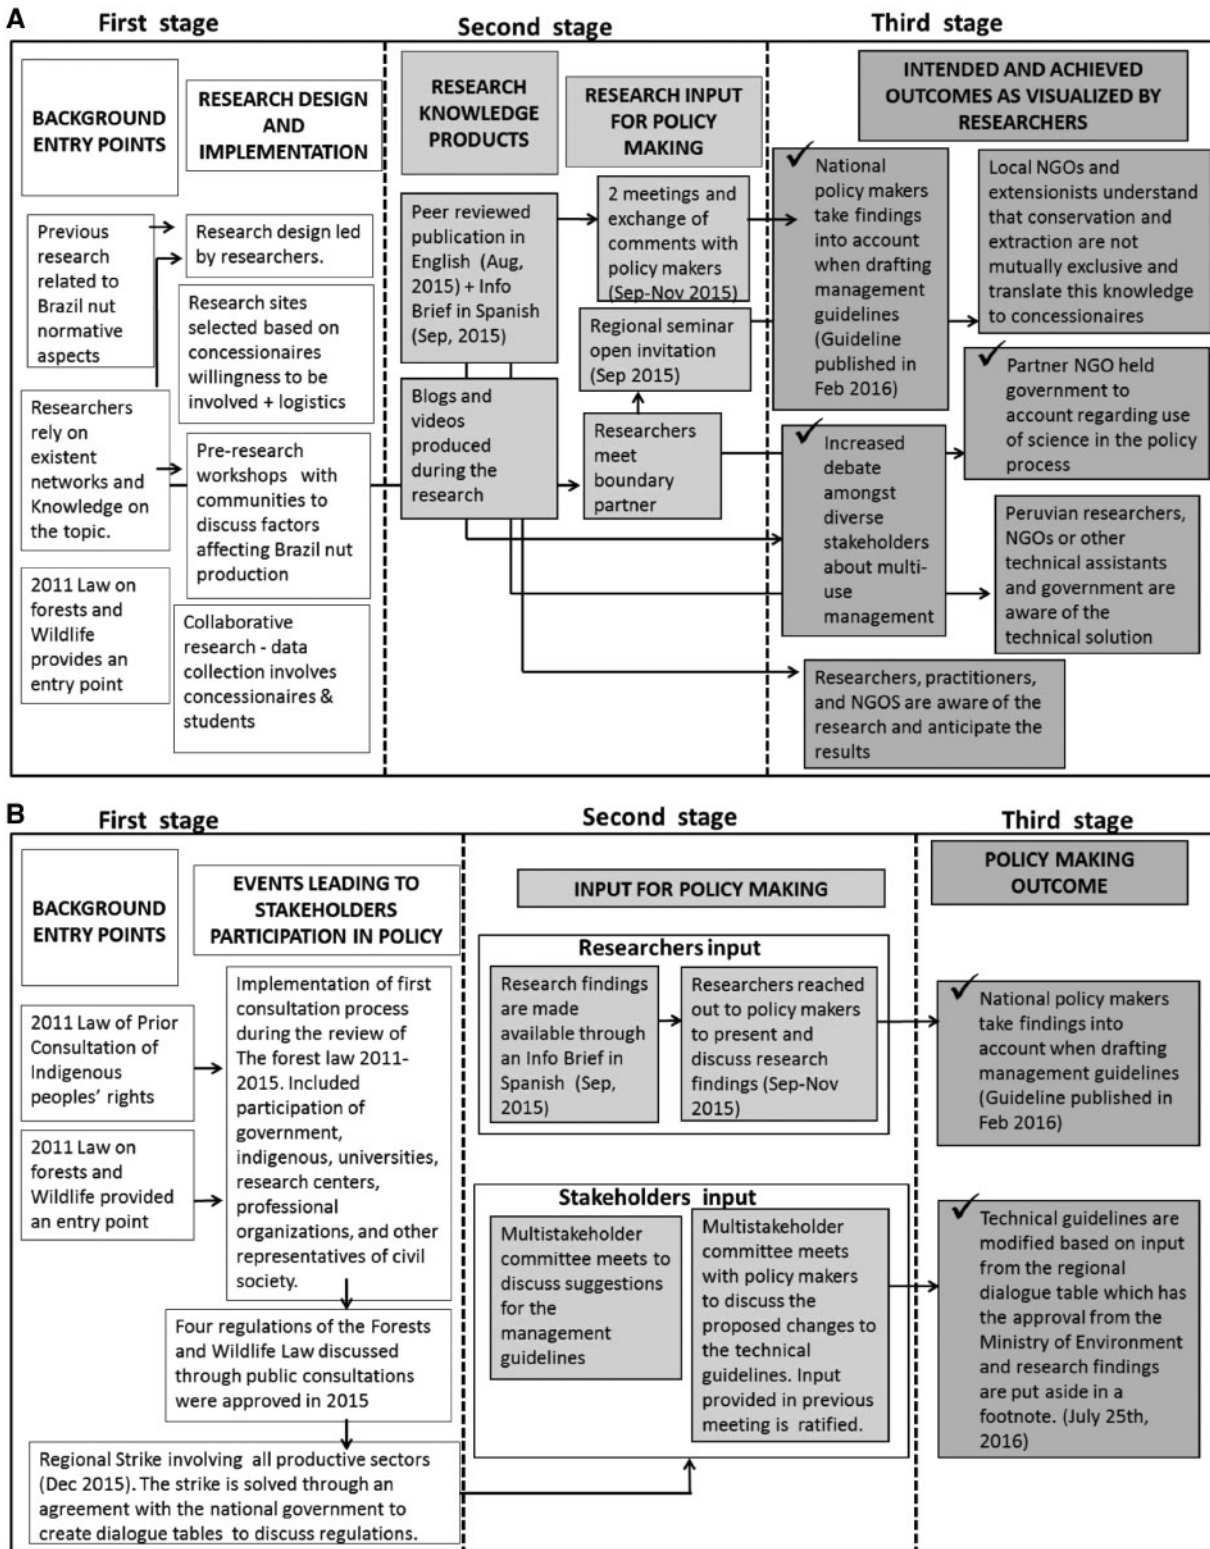 A
First stage
Second stage
Third stage
BACKGROUND
ENTRY POINTS
RESEARCH DESIGN
AND
IMPLEMENTATION
RESEARCH
KNOWLEDGE
PRODUCTS
RESEARCH INPUT
FOR POLICY
MAKING
INTENDED AND ACHIEVED
OUTCOMES AS VISUALIZED BY
RESEARCHERS
Previous
research
related to
Brazil nut
normative
aspects
Researchers
rely on
existent
networks and
Knowledge on
the topic.
2011 Law on
forests and
Wildlife
provides an
entry point
Research design led
by researchers.
Research sites
selected based on
concessionaires
willingness to be
involved + logistics
Pre-research
workshops with
communities to
discuss factors
affecting Brazil nut
production
Collaborative
research - data
collection involves
concessionaires &
students
Peer reviewed
publication in
English (Aug,
2015) + Info
Brief in Spanish
(Sep, 2015)
Blogs and
videos
produced
during the
research
2 meetings and
exchange of
comments with
policy makers
(Sep-Nov 2015)
Regional seminar
open invitation
(Sep 2015)
Researchers
meet
boundary
partner
✓ National
policy makers
take findings
into account
when drafting
management
guidelines
(Guideline
published in
Feb 2016)
✓ Increased
debate
amongst
diverse
stakeholders
about multi-
use
management
Local NGOs and
extensionists understand
that conservation and
extraction are not
mutually exclusive and
translate this knowledge
to concessionaires
✓ Partner NGO held
government to
account regarding
use of science in the policy
process
Peruvian researchers,
NGOs or other
technical assistants
and government are
aware of the
technical solution
Researchers, practitioners,
and NGOS are aware of the
research and anticipate the
results
B
First stage
Second stage
Third stage
BACKGROUND
ENTRY POINTS
EVENTS LEADING TO
STAKEHOLDERS
PARTICIPATION IN POLICY
INPUT FOR POLICY MAKING
POLICY MAKING
OUTCOME
2011 Law of Prior
Consultation of
Indigenous
peoples' rights
2011 Law on
forests and
Wildlife provided
an entry point
Implementation of first
consultation process
during the review of
The forest law 2011-
2015. Included
participation of
government,
indigenous, universities,
research centers,
professional
organizations, and other
representatives of civil
society.
Four regulations of the Forests
and Wildlife Law discussed
through public consultations
were approved in 2015
Regional Strike involving all productive sectors
(Dec 2015). The strike is solved through an
agreement with the national government to
create dialogue tables to discuss regulations.
Researchers input
Research findings
are made
available through
an Info Brief in
Spanish (Sep,
2015)
Researchers reached
out to policy makers
to present and
discuss research
findings (Sep-Nov
2015)
Stakeholders input
Multistakeholder
committee meets to
discuss suggestions
for the
management
guidelines
Multistakeholder
committee meets
with policy makers
to discuss the
proposed changes to
the technical
guidelines. Input
provided in previous
meeting is ratified.
✓ National policy makers
take findings into
account when drafting
management guidelines
(Guideline published in
Feb 2016)
✓ Technical guidelines are
modified based on input
from the regional
dialogue table which has
the approval from the
Ministry of Environment
and research findings
are put aside in a
footnote. (July 25th,
2016)